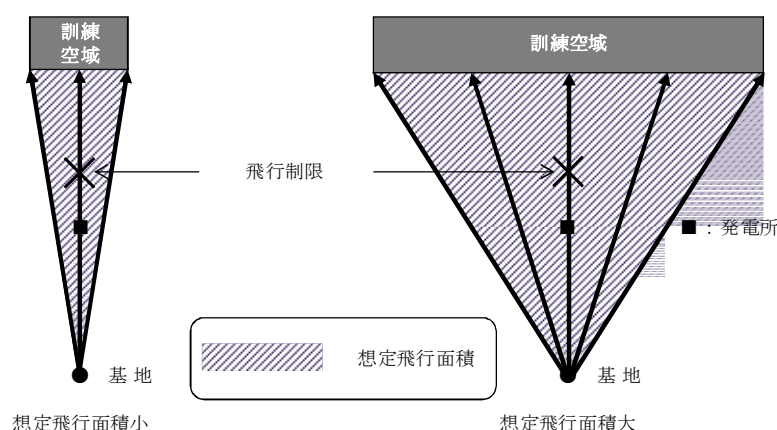 訓練
空域
訓練空域
飛行制限
■：発電所
想定飛行面積
基地
基地
想定飛行面積小
想定飛行面積大